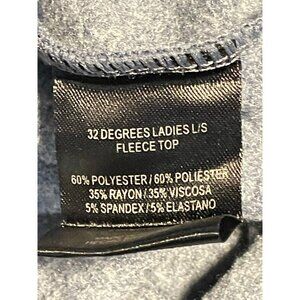 32 DEGREES LADIES L/S
FLEECE TOP
60% POLYESTER / 60% POLIÉSTER
35% RAYON / 35% VISCOSA
5% SPANDEX / 5% ELASTANO